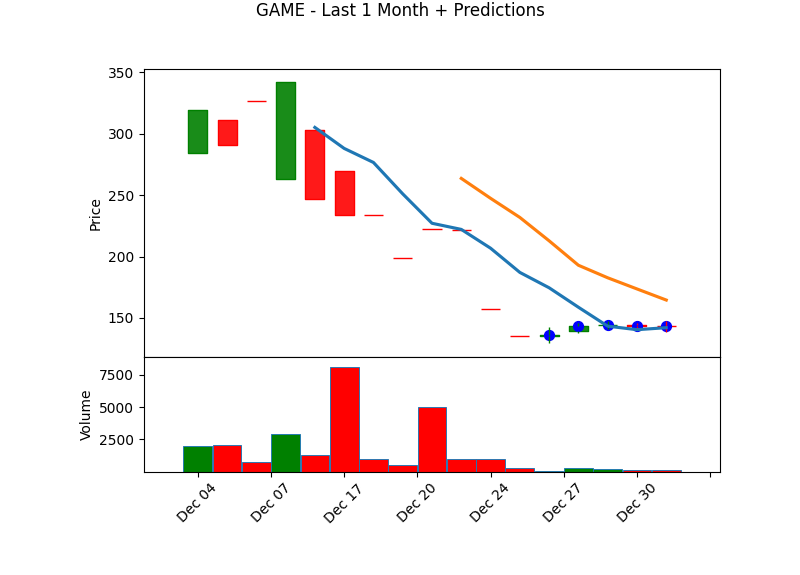 GAME - Last 1 Month + Predictions
350
300
250
200
150
Price
7500
5000
2500
Volume
Dec 04
Dec 07
Dec 17
Dec 20
Dec 24
Dec 27
Dec 30